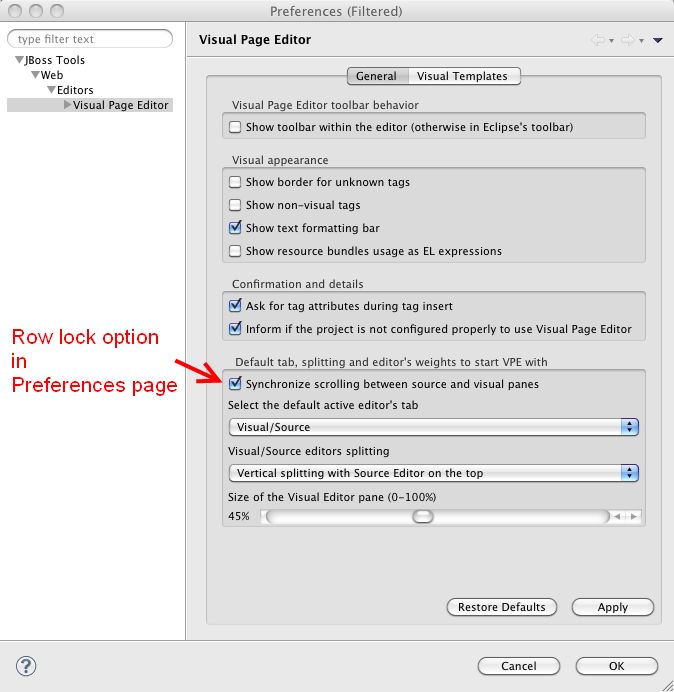 Preferences (Filtered)
type filter text
JBoss Tools
Web
Editors
Visual Page Editor
Visual Page Editor
General
Visual Templates
Visual Page Editor toolbar behavior
Show toolbar within the editor (otherwise in Eclipse's toolbar)
Visual appearance
Show border for unknown tags
Show non-visual tags
Show text formatting bar
Show resource bundles usage as EL expressions
Confirmation and details
Ask for tag attributes during tag insert
Inform if the project is not configured properly to use Visual Page Editor
Row lock option
in
Preferences page
Default tab, splitting and editor's weights to start VPE with
Synchronize scrolling between source and visual panes
Select the default active editor's tab
Visual/Source
Visual/Source editors splitting
Vertical splitting with Source Editor on the top
Size of the Visual Editor pane (0-100%)
45%
Restore Defaults
Apply
?
Cancel
OK